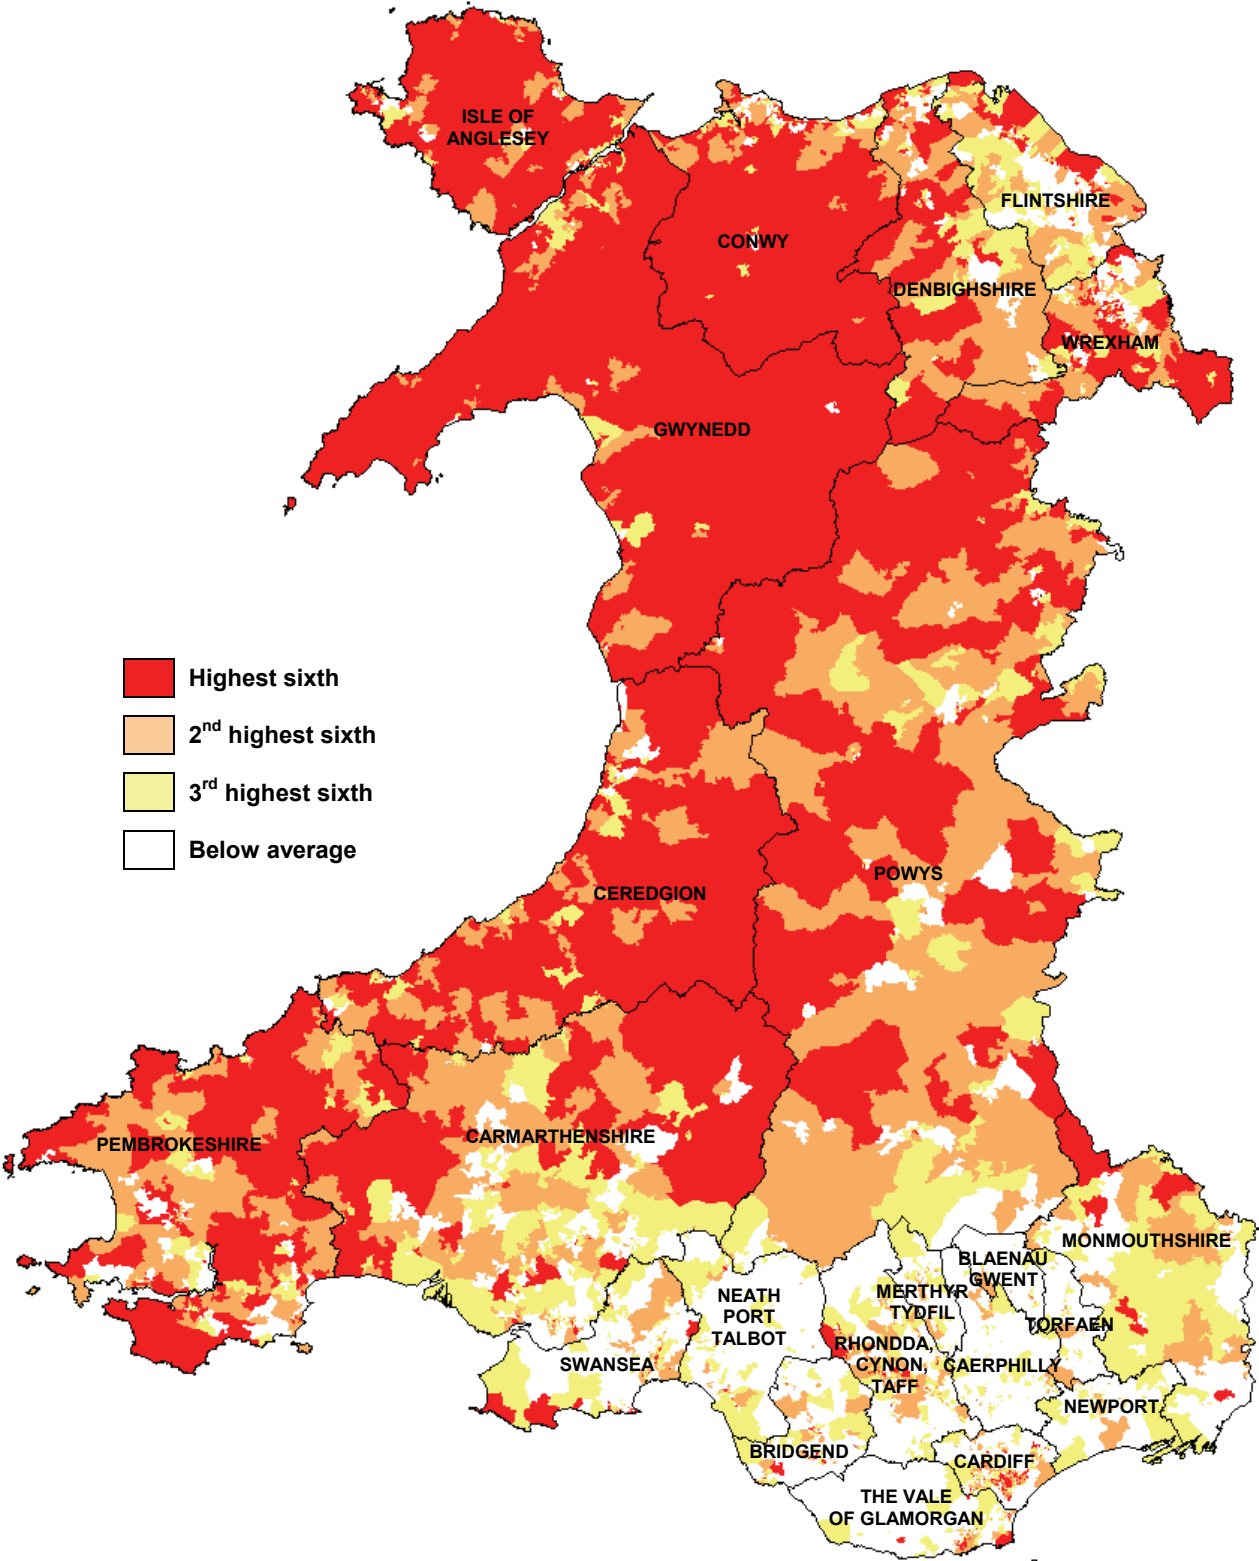 ISLE OF
ANGLESEY
FLINTSHIRE
CONWY
DENBIGHSHIRE
WREXHAM
GWYNEDD
Highest sixth
2nd highest sixth
3rd highest sixth
Below average
POWYS
CEREDGION
CARMARTHENSHIRE
PEMBROKESHIRE
MONMOUTHSHIRE
BLAENAU
GWENT
MERTHYR
TYDFIL
NEATH
PORT
TALBOT
TORFAEN
RHONDDA,
CYNON,
TAFF
CAERPHILLY
SWANSEA
NEWPORT
BRIDGEND
CARDIFF
THE VALE
OF GLAMORGAN